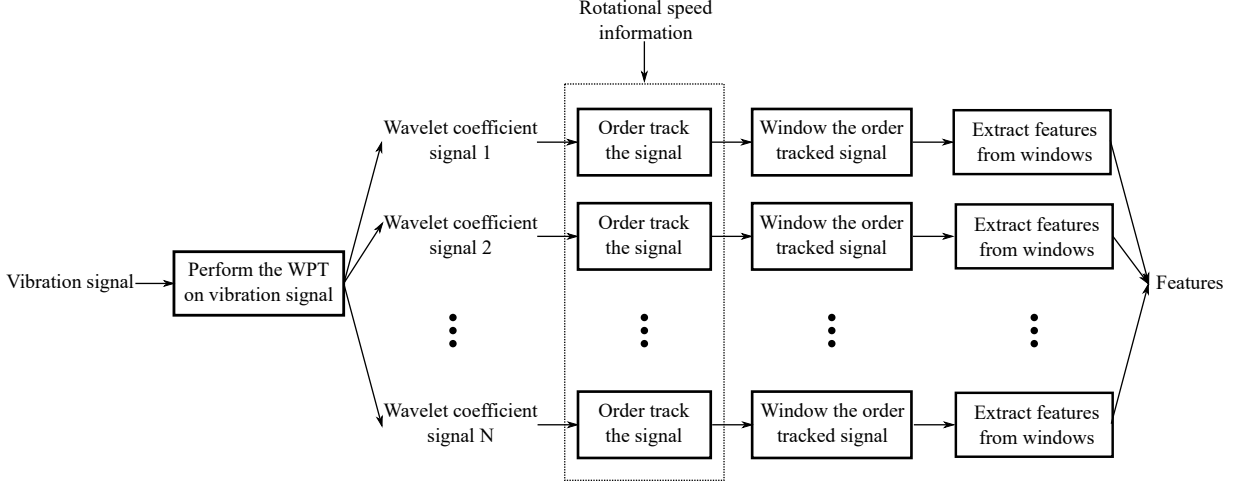 Rotational speed
information
Wavelet coefficient
signal 1
Order track
the signal
Window the order
tracked signal
Extract features
from windows
Wavelet coefficient
signal 2
Order track
the signal
Window the order
tracked signal
Extract features
from windows
Vibration signal
Perform the WPT
on vibration signal
Features
Wavelet coefficient
signal N
Order track
the signal
Window the order
tracked signal
Extract features
from windows